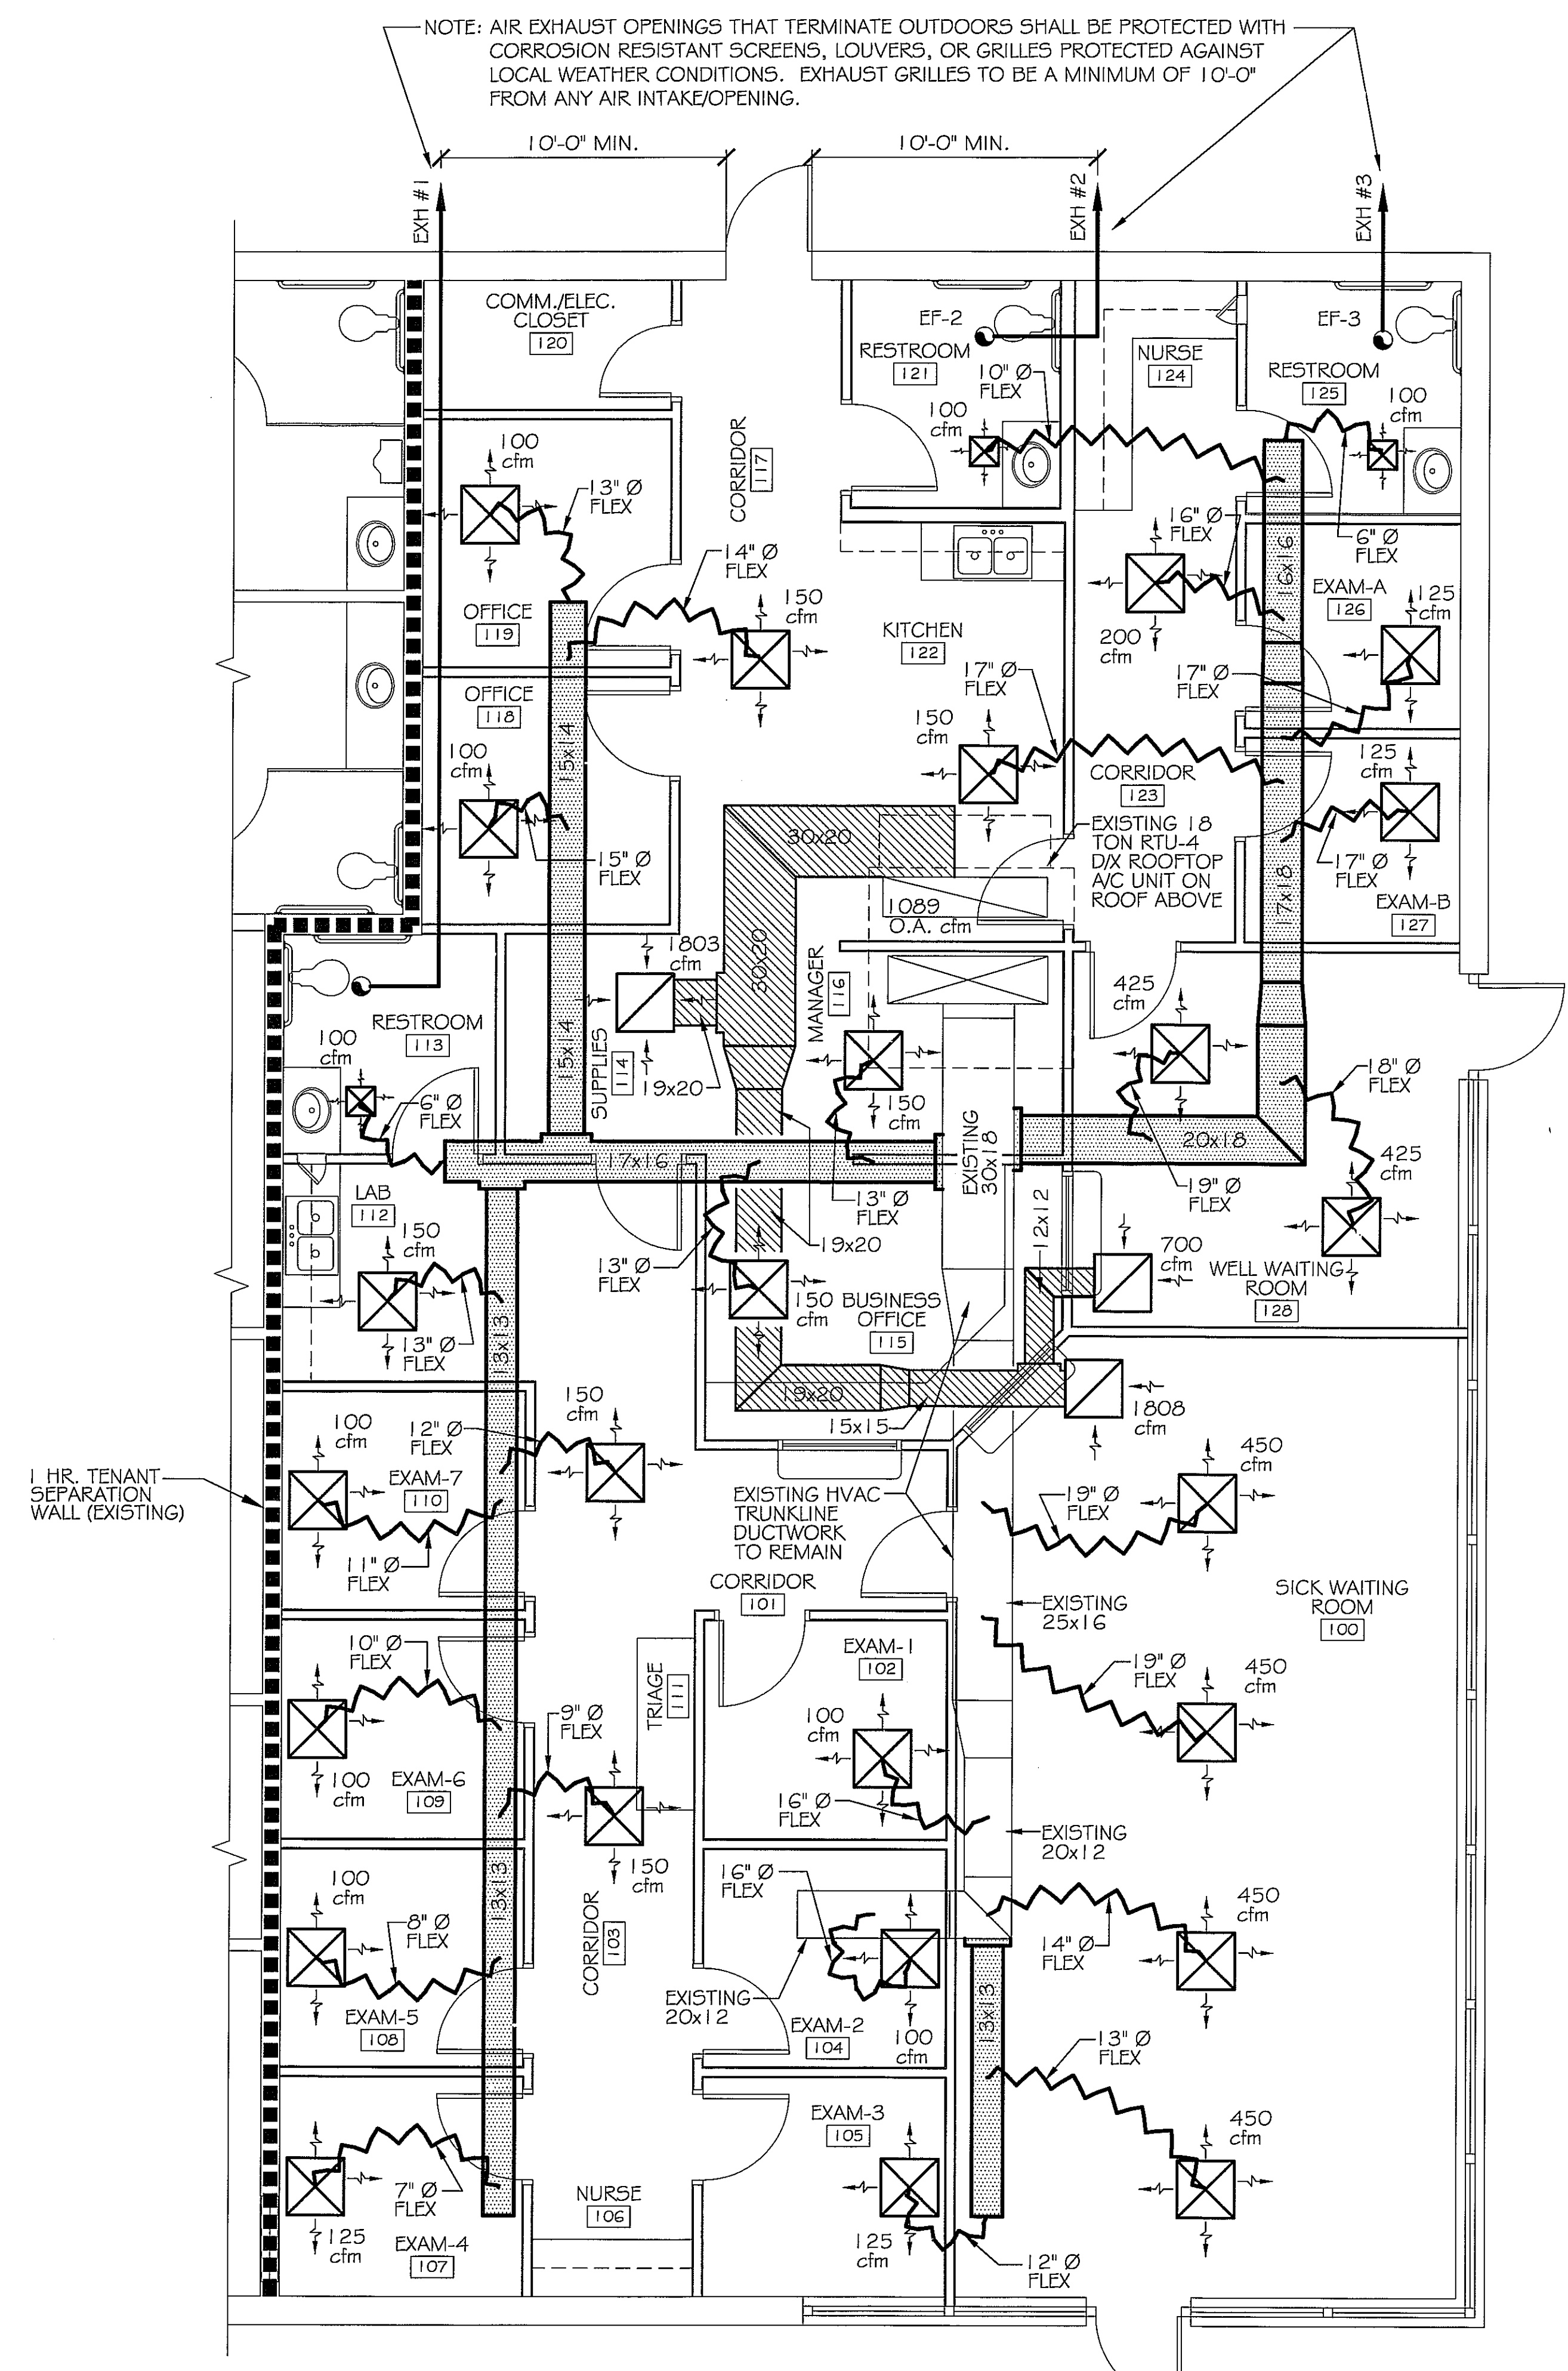 NOTE: AIR EXHAUST OPENINGS THAT TERMINATE OUTDOORS SHALL BE PROTECTED WITH
CORROSION RESISTANT SCREENS, LOUVERS, OR GRILLES PROTECTED AGAINST
LOCAL WEATHER CONDITIONS. EXHAUST GRILLES TO BE A MINIMUM OF 10'-0"
FROM ANY AIR INTAKE/OPENING.
10'-0" MIN.
10'-0" MIN.
EXH #1
EXH #2
EXH #3
COMM./ELEC.
CLOSET
120
EF-2
RESTROOM
121
NURSE
124
EF-3
RESTROOM
125
10" Ø
FLEX
100
cfm
100
cfm
100
cfm
CORRIDOR
117
13" Ø
FLEX
14" Ø
FLEX
16" Ø
FLEX
6" Ø
FLEX
16x16
EXAM-A
126
125
cfm
150
cfm
OFFICE
119
KITCHEN
122
200
cfm
17" Ø
FLEX
17" Ø
FLEX
OFFICE
118
100
cfm
15x14
150
cfm
CORRIDOR
123
125
cfm
EXISTING 18
TON RTU-4
D/X ROOFTOP
A/C UNIT ON
ROOF ABOVE
30x20
15" Ø
FLEX
17" Ø
FLEX
17x18
EXAM-B
127
1089
O.A. cfm
1803
cfm
30x20
MANAGER
116
425
cfm
RESTROOM
113
100
cfm
15x14
SUPPLIES
114
19x20
18" Ø
FLEX
6" Ø
FLEX
150
cfm
17x16
EXISTING
30x18
20x18
425
cfm
LAB
112
150
cfm
13" Ø
FLEX
19" Ø
FLEX
12x12
19x20
13" Ø
FLEX
700
cfm
WELL WAITING
ROOM
128
150
cfm
BUSINESS
OFFICE
115
13" Ø
FLEX
13x13
19x20
15x15
1808
cfm
150
cfm
100
cfm
12" Ø
FLEX
450
cfm
1 HR. TENANT
SEPARATION
WALL (EXISTING)
EXAM-7
110
EXISTING HVAC
TRUNKLINE
DUCTWORK
TO REMAIN
19" Ø
FLEX
11" Ø
FLEX
CORRIDOR
101
SICK WAITING
ROOM
100
EXISTING
25x16
10" Ø
FLEX
EXAM-1
102
TRIAGE
111
19" Ø
FLEX
450
cfm
9" Ø
FLEX
100
cfm
100
cfm
EXAM-6
109
16" Ø
FLEX
EXISTING
20x12
100
cfm
150
cfm
16" Ø
FLEX
13x13
450
cfm
8" Ø
FLEX
CORRIDOR
103
14" Ø
FLEX
EXISTING
20x12
EXAM-5
108
EXAM-2
104
100
cfm
13x13
13" Ø
FLEX
EXAM-3
105
450
cfm
7" Ø
FLEX
NURSE
106
125
cfm
EXAM-4
107
125
cfm
12" Ø
FLEX